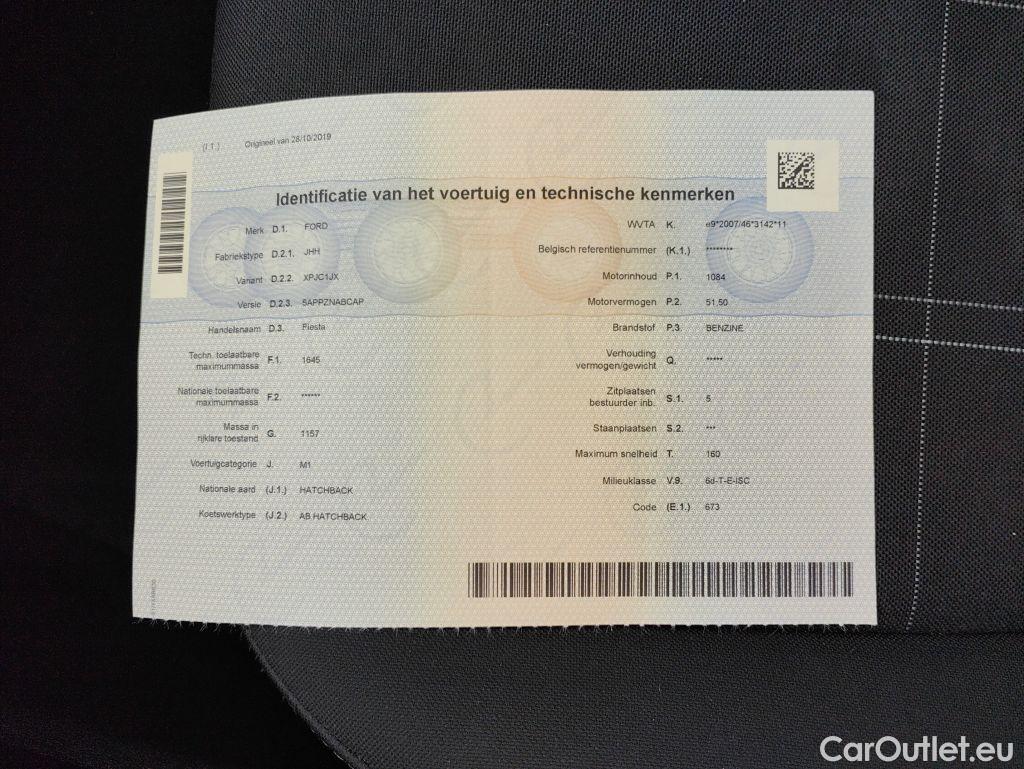 (I.1.) Origineel van 28/10/2019
Identificatie van het voertuig en technische kenmerken
Merk D.1. FORD
Fabriekstype D.2.1. JHH
Variant D.2.2. XPJC1JX
Versie D.2.3. 5APPZNABCAP
Handelsnaam D.3. Fiesta
Techn. toelaatbare
maximummassa F.1. 1645
Nationale toelaatbare
maximummassa F.2. ******
Massa in
rijklare toestand G. 1157
Voertuigcategorie J. M1
Nationale aard (J.1.) HATCHBACK
Koetswerktype (J.2.) AB HATCHBACK
WVTA K. e9*2007/46*3142*11
Belgisch referentienummer (K.1.) ********
Motorinhoud P.1. 1084
Motorvermogen P.2. 51,50
Brandstof P.3. BENZINE
Verhouding
vermogen/gewicht Q. *****
Zitplaatsen
bestuurder inb. S.1. 5
Staanplaatsen S.2. ***
Maximum snelheid T. 160
Milieuklasse V.9. 6d-T-E-ISC
Code (E.1.) 673
CarOutlet.eu